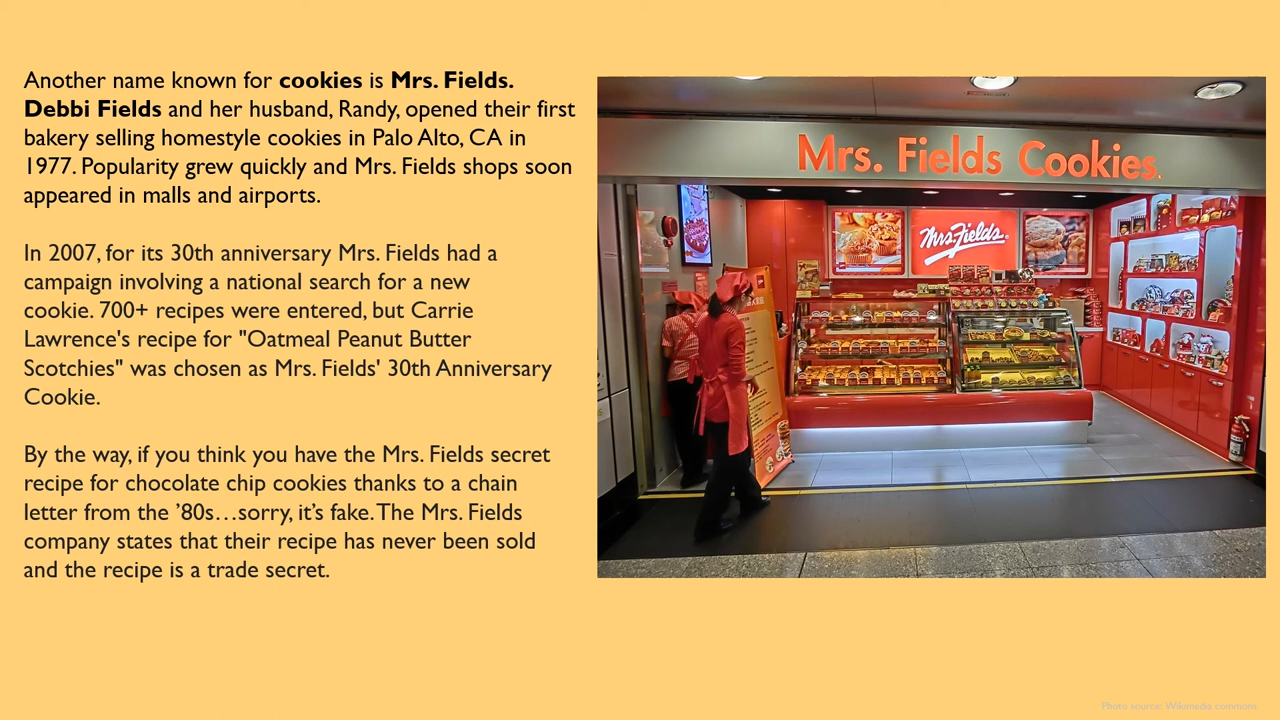 Another name known for cookies is Mrs. Fields.
Debbi Fields and her husband, Randy, opened their first
bakery selling homestyle cookies in Palo Alto, CA in
1977. Popularity grew quickly and Mrs. Fields shops soon
appeared in malls and airports.
In 2007, for its 30th anniversary Mrs. Fields had a
campaign involving a national search for a new
cookie. 700+ recipes were entered, but Carrie
Lawrence's recipe for "Oatmeal Peanut Butter
Scotchies" was chosen as Mrs. Fields' 30th Anniversary
Cookie.
By the way, if you think you have the Mrs. Fields secret
recipe for chocolate chip cookies thanks to a chain
letter from the ’80s…sorry, it’s fake. The Mrs. Fields
company states that their recipe has never been sold
and the recipe is a trade secret.
Mrs. Fields Cookies.
Mrs. Fields.
Photo source: Wikimedia commons